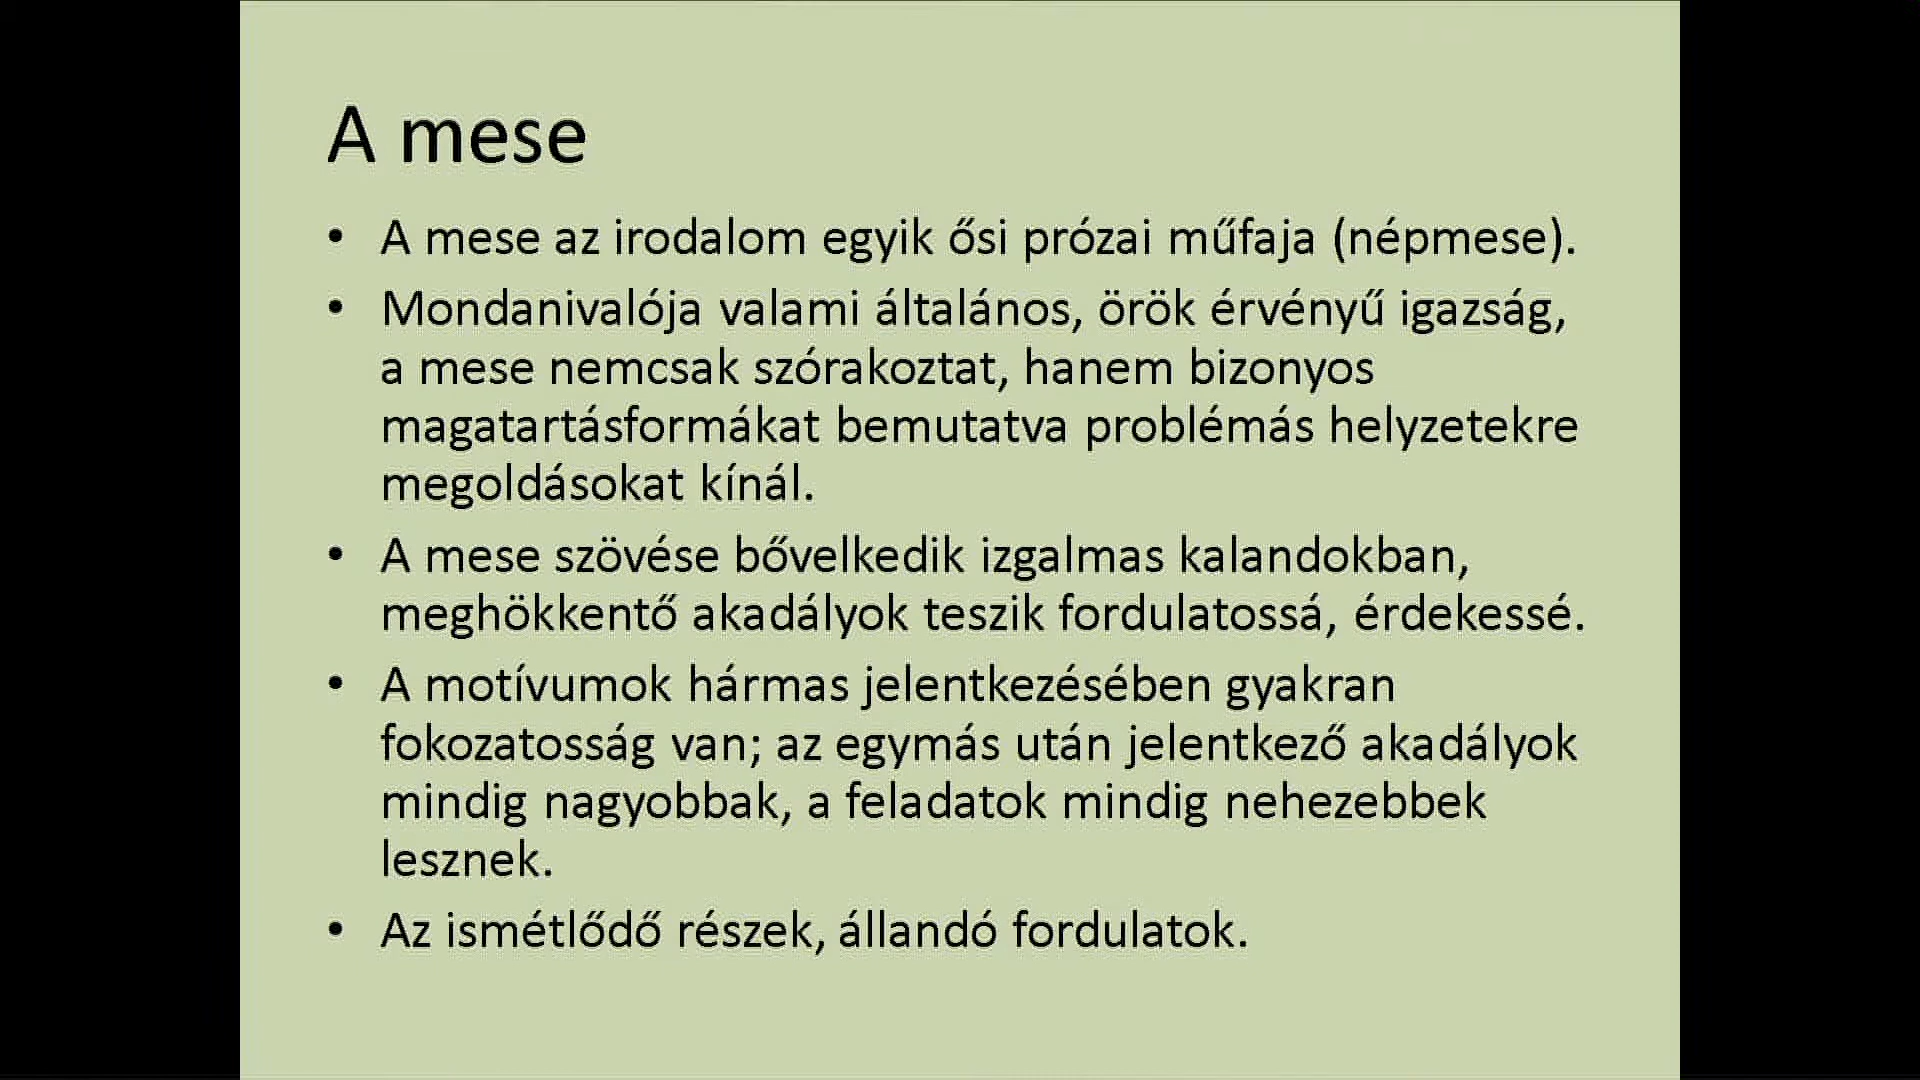 A mese
• A mese az irodalom egyik ősi prózai műfaja (népmese).
• Mondanivalója valami általános, örök érvényű igazság,
a mese nemcsak szórakoztat, hanem bizonyos
magatartásformákat bemutatva problémás helyzetekre
megoldásokat kínál.
• A mese szövése bővelkedik izgalmas kalandokban,
meghökkentő akadályok teszik fordulatossá, érdekessé.
• A motívumok hármas jelentkezésében gyakran
fokozatosság van; az egymás után jelentkező akadályok
mindig nagyobbak, a feladatok mindig nehezebbek
lesznek.
• Az ismétlődő részek, állandó fordulatok.